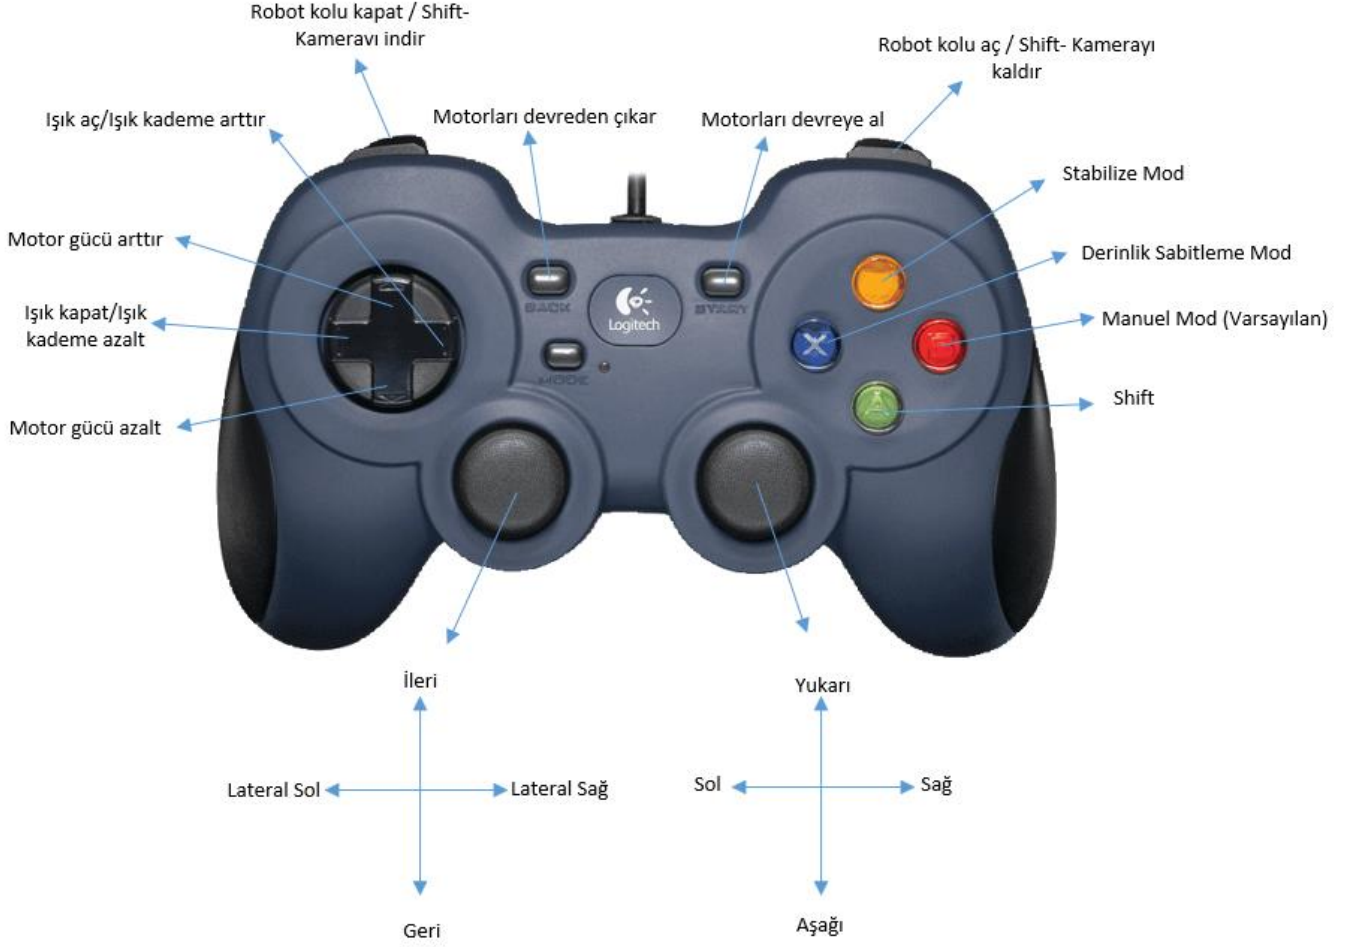 Robot kolu kapat / Shift-
Kameravı indir
Robot kolu aç / Shift- Kamerayı
kaldır
Işık aç/Işık kademe arttır
Motorları devreden çıkar
Motorları devreye al
Stabilize Mod
Motor gücü arttır
Derinlik Sabitleme Mod
Işık kapat/Işık
kademe azalt
BACK
START
Logitech
X
B
Manuel Mod (Varsayılan)
MODE
A
Shift
Motor gücü azalt
İleri
Yukarı
Lateral Sol
Lateral Sağ
Sol
Sağ
Geri
Aşağı